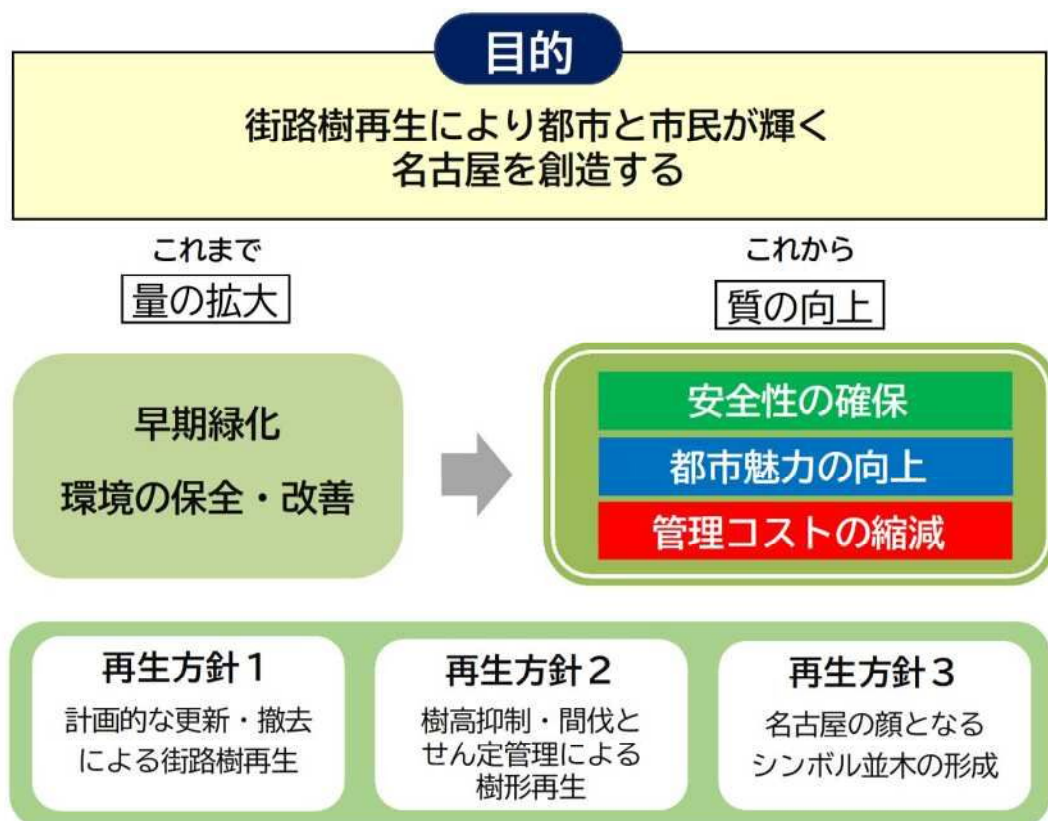 目的
街路樹再生により都市と市民が輝く
名古屋を創造する
これまで
量の拡大
早期緑化
環境の保全・改善
これから
質の向上
安全性の確保
都市魅力の向上
管理コストの縮減
再生方針1
計画的な更新・撤去
による街路樹再生
再生方針2
樹高抑制・間伐と
せん定管理による
樹形再生
再生方針3
名古屋の顔となる
シンボル並木の形成